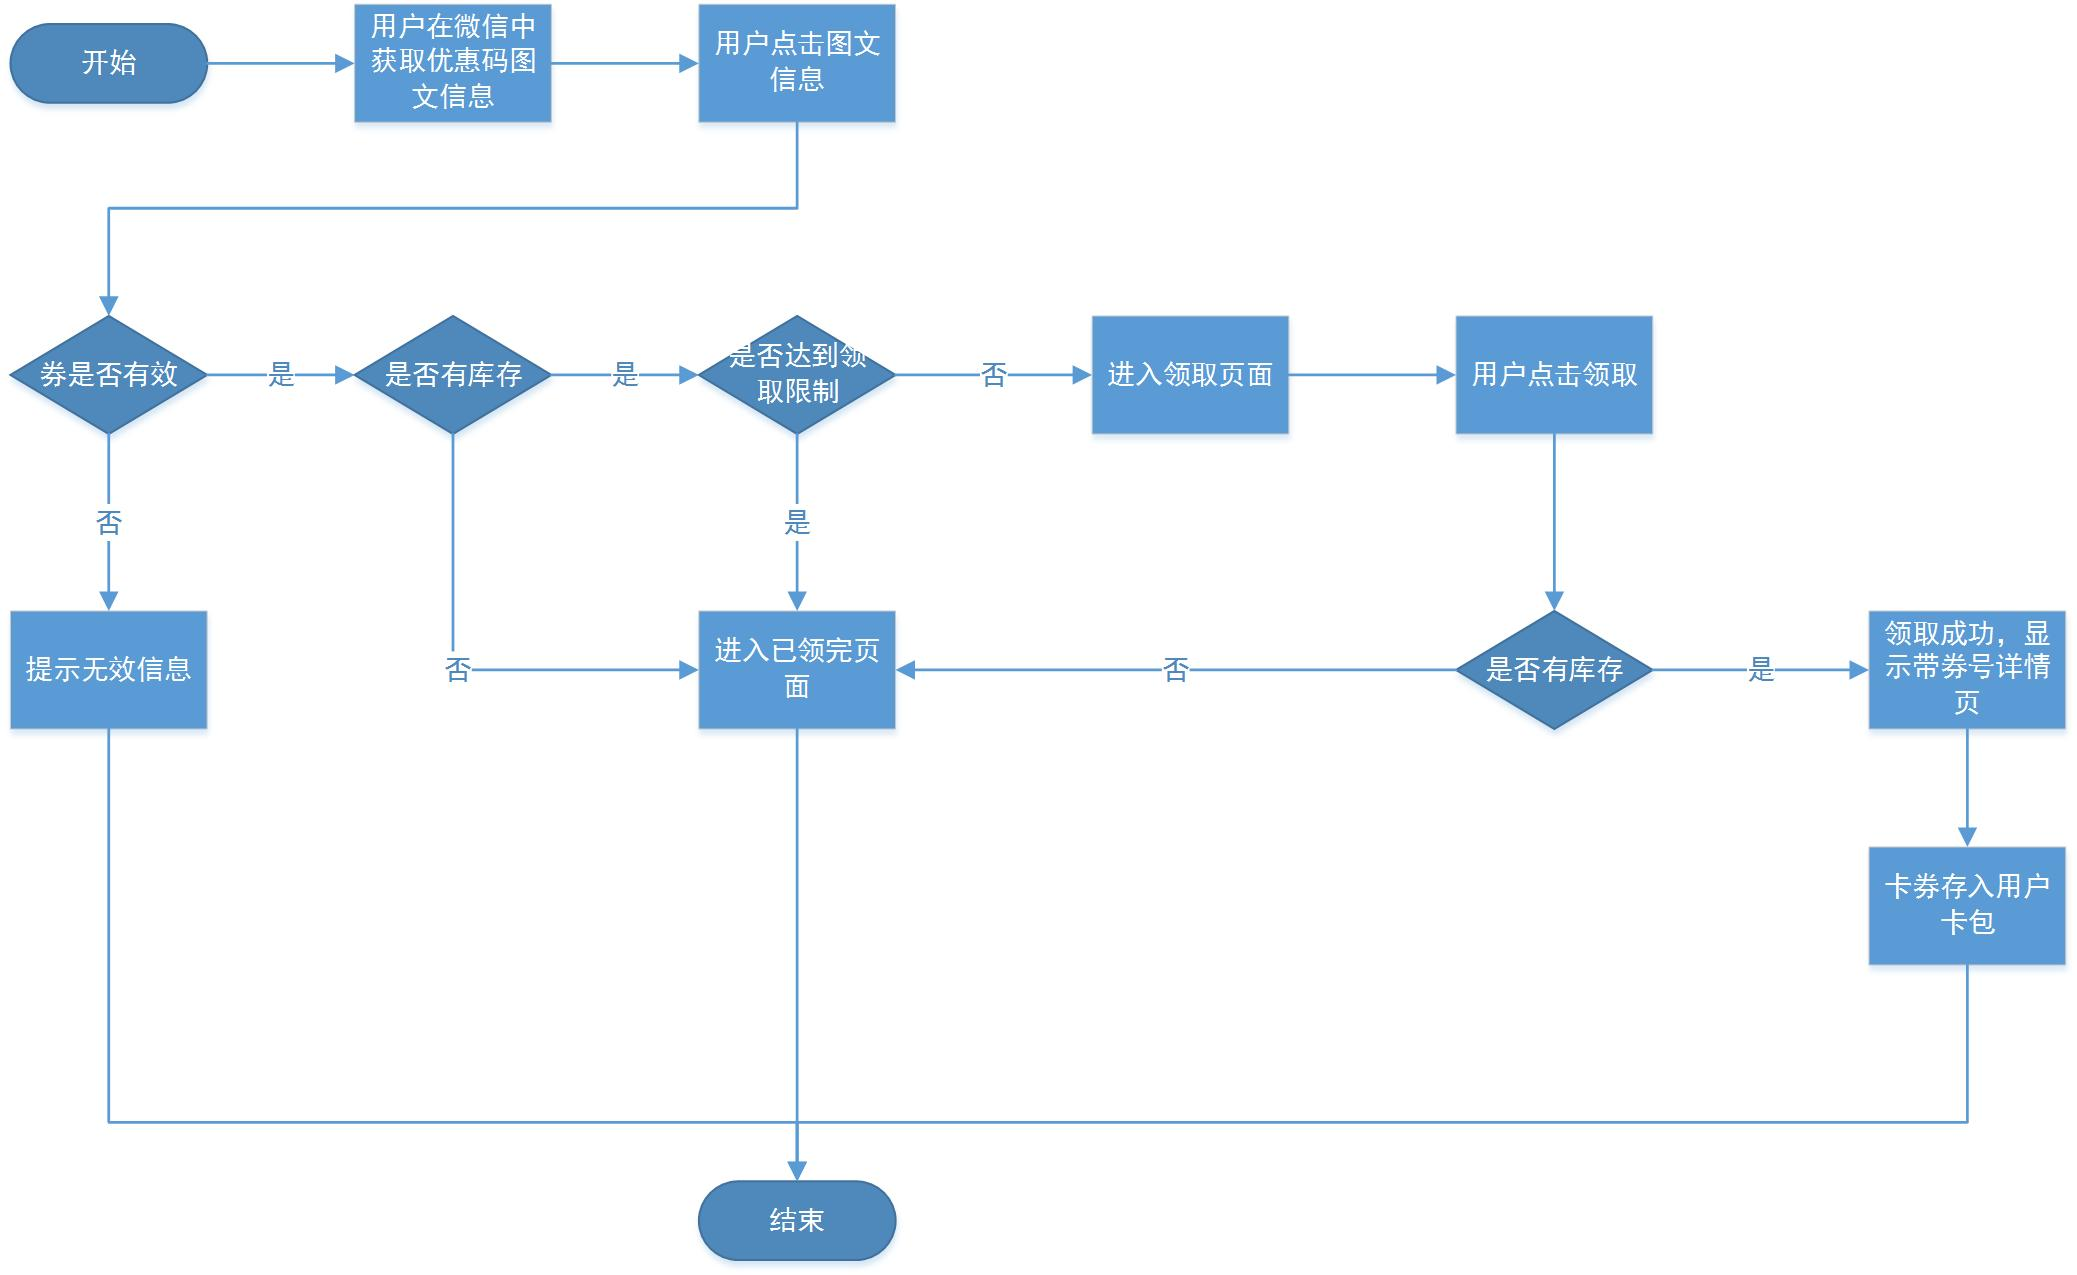 开始
用户在微信中
获取优惠码图
文信息
用户点击图文
信息
券是否有效
是
是否有库存
是
是否达到领
取限制
否
进入领取页面
用户点击领取
否
是
提示无效信息
否
进入已领完页
面
否
是否有库存
是
领取成功，显
示带券号详情
页
卡券存入用户
卡包
结束